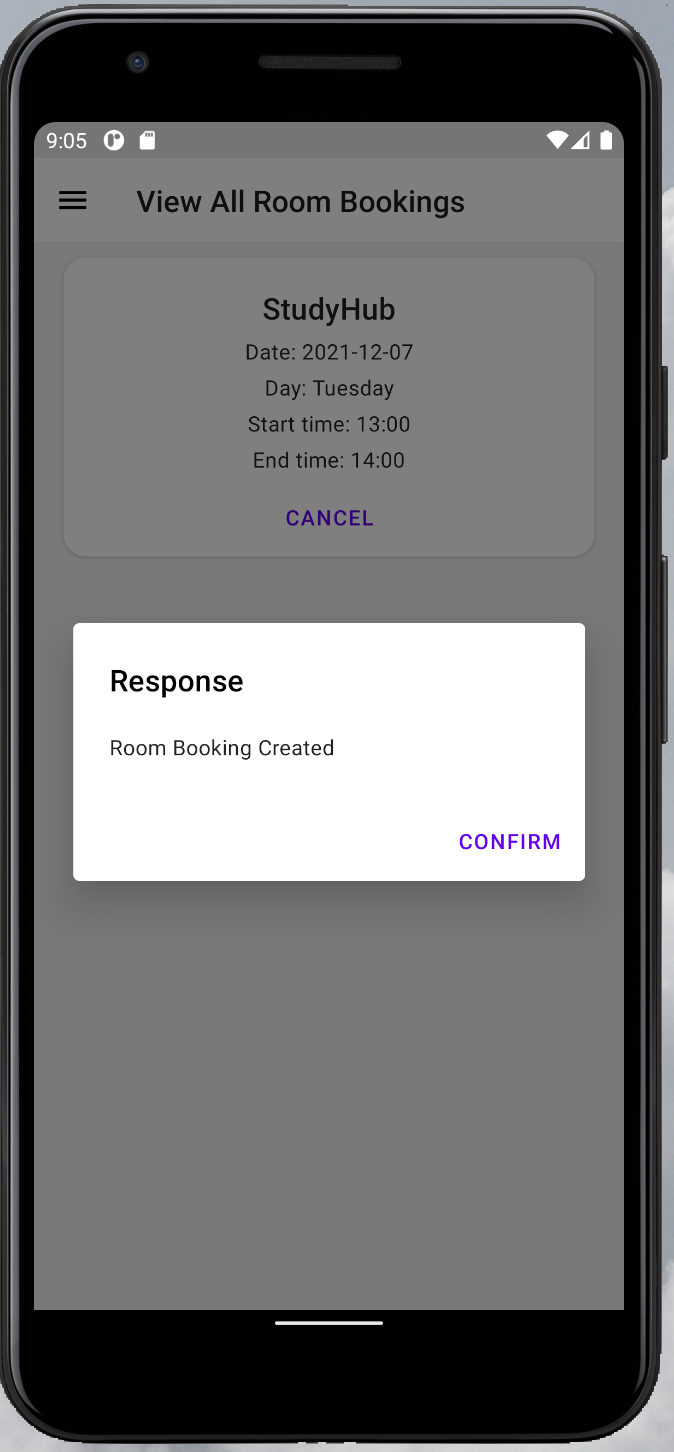 9:05
View All Room Bookings
StudyHub
Date: 2021-12-07
Day: Tuesday
Start time: 13:00
End time: 14:00
CANCEL
Response
Room Booking Created
CONFIRM